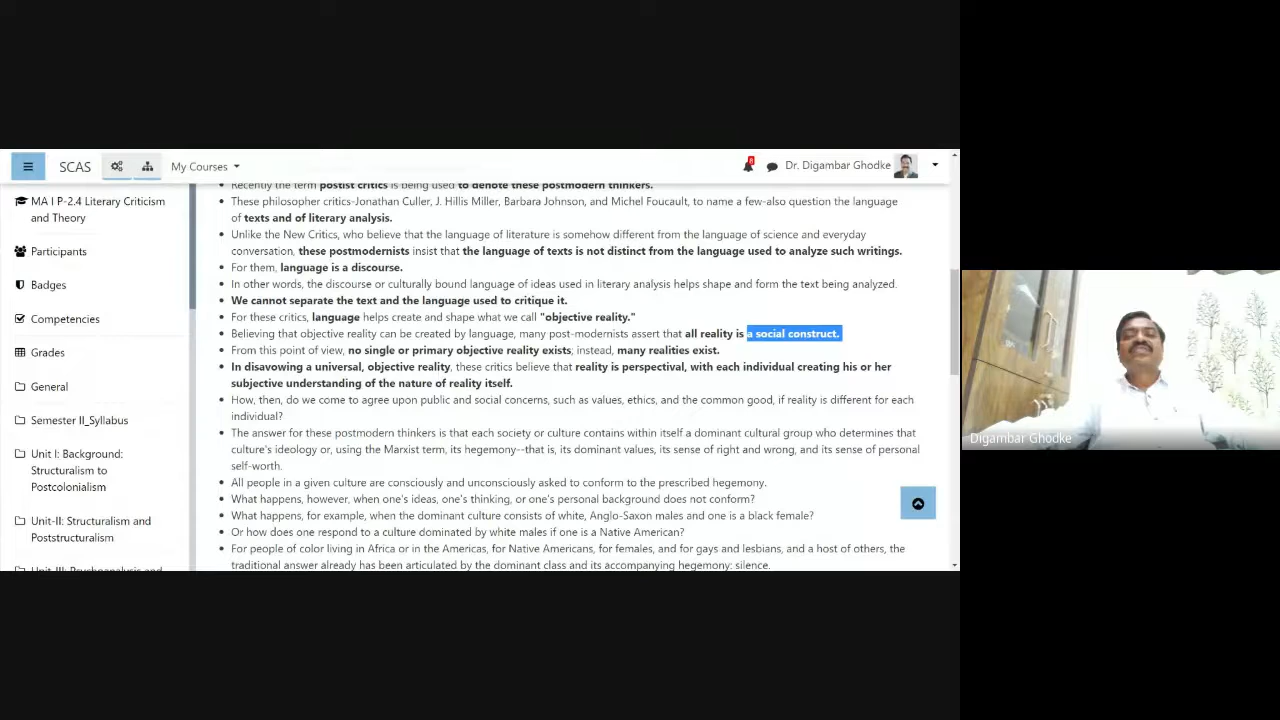 SCAS
My Courses
6
Dr. Digambar Ghodke
MA I P-2.4 Literary Criticism
and Theory
Participants
Badges
Competencies
Grades
General
Semester II_Syllabus
Unit I: Background:
Structuralism to
Postcolonialism
Unit-II: Structuralism and
Poststructuralism
Unit-III: Psychoanalysis and
Recently the term postist critics is being used to denote these postmodern thinkers.
These philosopher critics-Jonathan Culler, J. Hillis Miller, Barbara Johnson, and Michel Foucault, to name a few-also question the language
of texts and of literary analysis.
Unlike the New Critics, who believe that the language of literature is somehow different from the language of science and everyday
conversation, these postmodernists insist that the language of texts is not distinct from the language used to analyze such writings.
For them, language is a discourse.
In other words, the discourse or culturally bound language of ideas used in literary analysis helps shape and form the text being analyzed.
We cannot separate the text and the language used to critique it.
For these critics, language helps create and shape what we call "objective reality."
Believing that objective reality can be created by language, many post-modernists assert that all reality is a social construct.
From this point of view, no single or primary objective reality exists; instead, many realities exist.
In disavowing a universal, objective reality, these critics believe that reality is perspectival, with each individual creating his or her
subjective understanding of the nature of reality itself.
How, then, do we come to agree upon public and social concerns, such as values, ethics, and the common good, if reality is different for each
individual?
The answer for these postmodern thinkers is that each society or culture contains within itself a dominant cultural group who determines that
culture's ideology or, using the Marxist term, its hegemony--that is, its dominant values, its sense of right and wrong, and its sense of personal
self-worth.
All people in a given culture are consciously and unconsciously asked to conform to the prescribed hegemony.
What happens, however, when one's ideas, one's thinking, or one's personal background does not conform?
What happens, for example, when the dominant culture consists of white, Anglo-Saxon males and one is a black female?
Or how does one respond to a culture dominated by white males if one is a Native American?
For people of color living in Africa or in the Americas, for Native Americans, for females, and for gays and lesbians, and a host of others, the
traditional answer already has been articulated by the dominant class and its accompanying hegemony: silence.
Digambar Ghodke